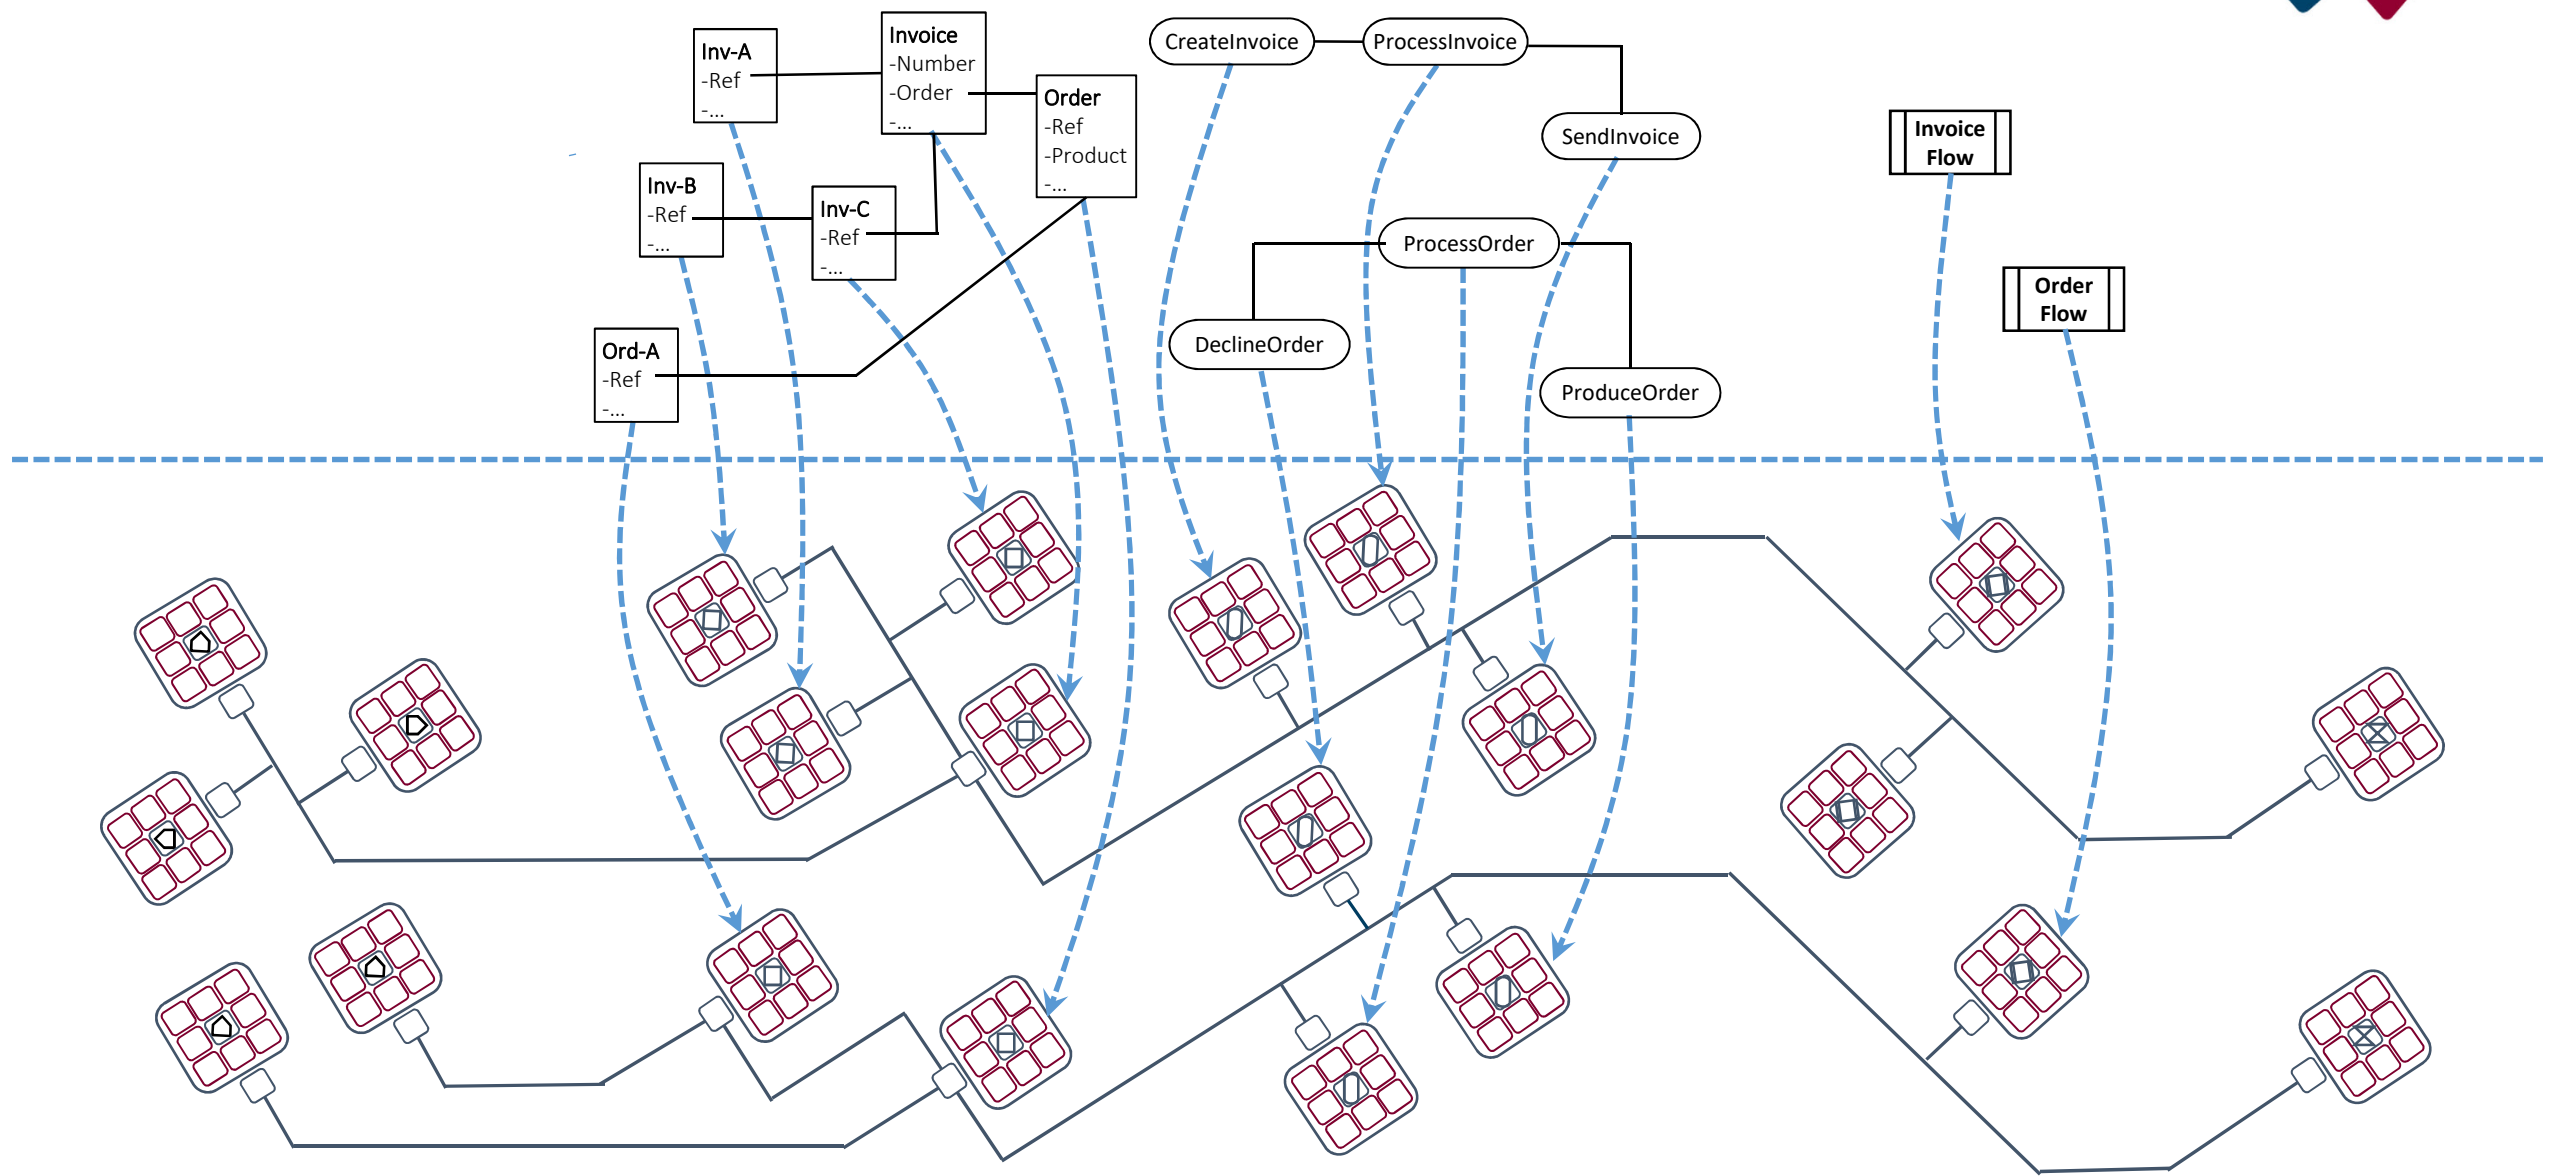 Inv-A
-Ref
-...
Invoice
-Number
-Order
-...
Order
-Ref
-Product
-...
Inv-B
-Ref
-...
Inv-C
-Ref
-...
Ord-A
-Ref
-...
CreateInvoice
ProcessInvoice
SendInvoice
ProcessOrder
DeclineOrder
ProduceOrder
Invoice
Flow
Order
Flow